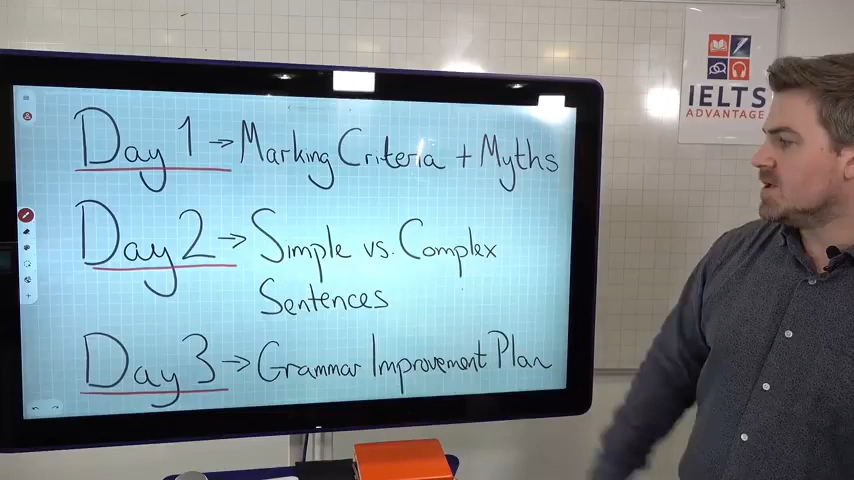 Day 1 → Marking Criteria + Myths
Day 2 → Simple vs. Complex
Sentences
Day 3 → Grammar Improvement Plan
IELTS
ADVANTAGE